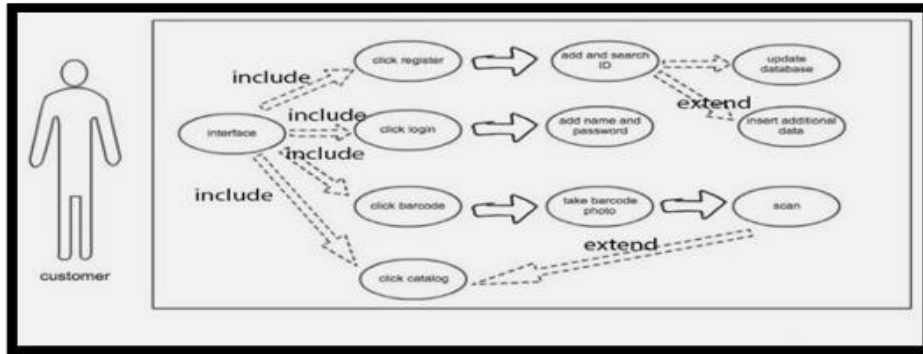 click register
add and search
ID
update
database
include
extend
include
interface
click login
add name and
password
insert additional
data
include
include
click barcode
take barcode
photo
scan
extend
customer
click catalog